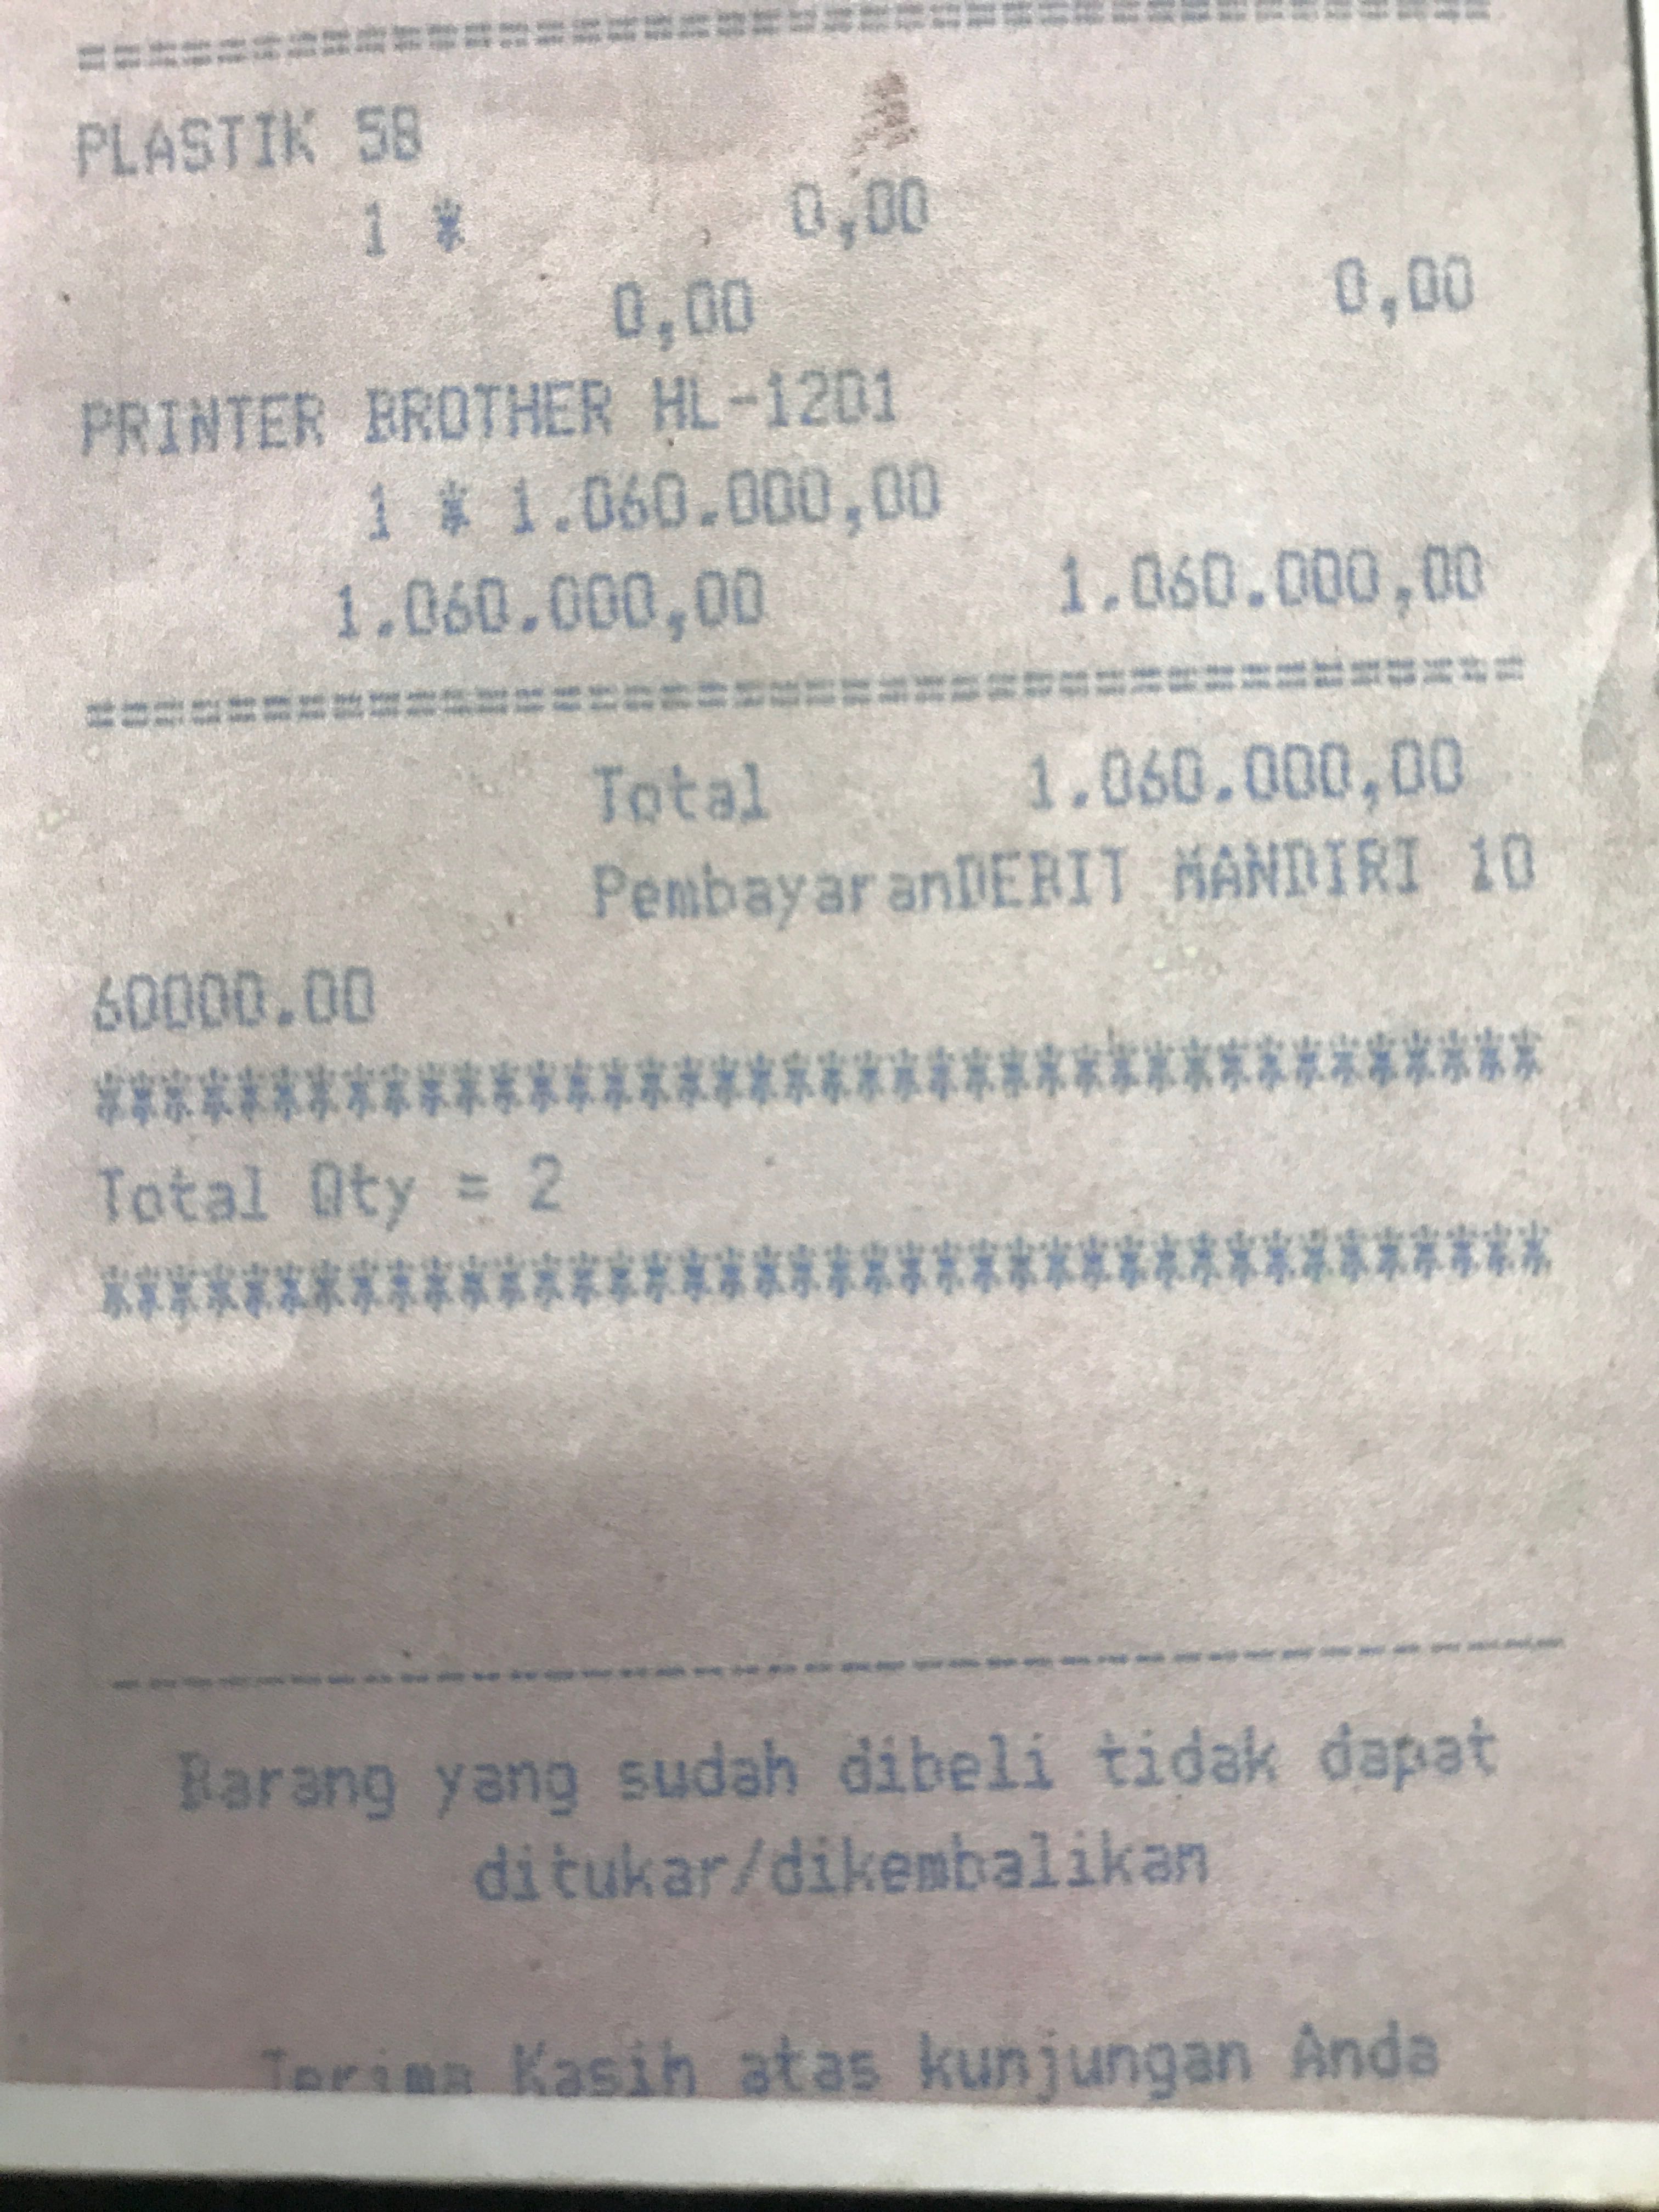 ========================================
PLASTIK 58
1 * 0,00
0,00 0,00
PRINTER BROTHER HL-1201
1 * 1.060.000,00
1.060.000,00 1.060.000,00
========================================
Total 1.060.000,00
PembayaranDEBIT MANDIRI 10
60000.00
****************************************
Total Qty = 2
****************************************
----------------------------------------
Barang yang sudah dibeli tidak dapat
ditukar/dikembalikan
Terima Kasih atas kunjungan Anda